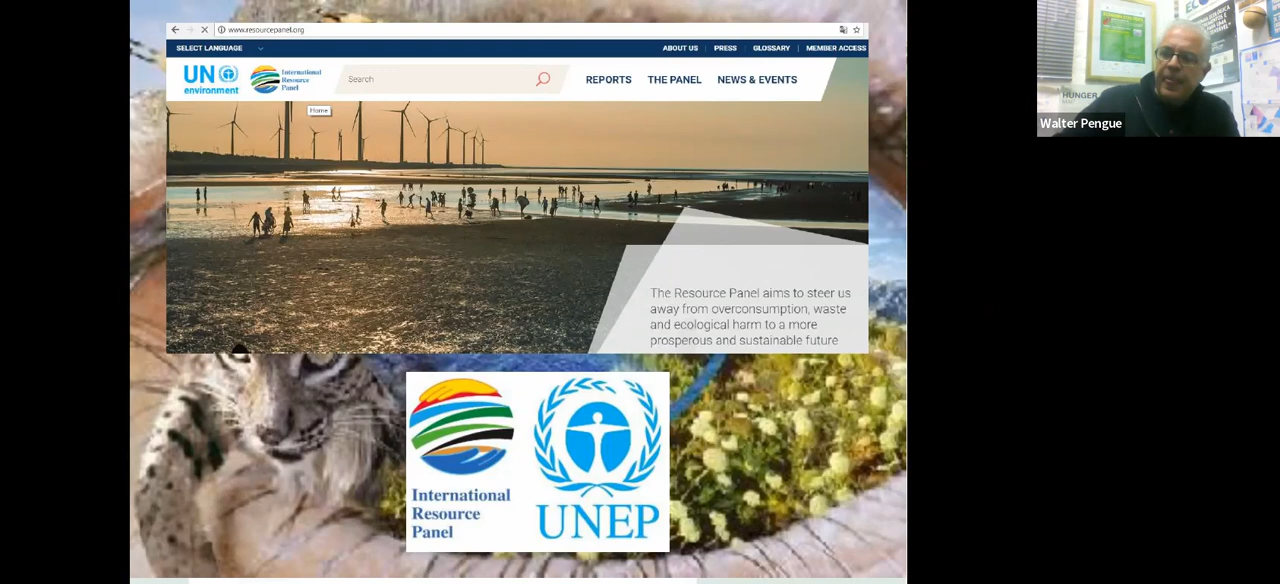 www.resourcepanel.org
SELECT LANGUAGE
ABOUT US | PRESS | GLOSSARY | MEMBER ACCESS
UN
environment
International
Resource
Panel
Search
REPORTS THE PANEL NEWS & EVENTS
Home
The Resource Panel aims to steer us
away from overconsumption, waste
and ecological harm to a more
prosperous and sustainable future
International
Resource
Panel
UNEP
HUNGER
Walter Pengue